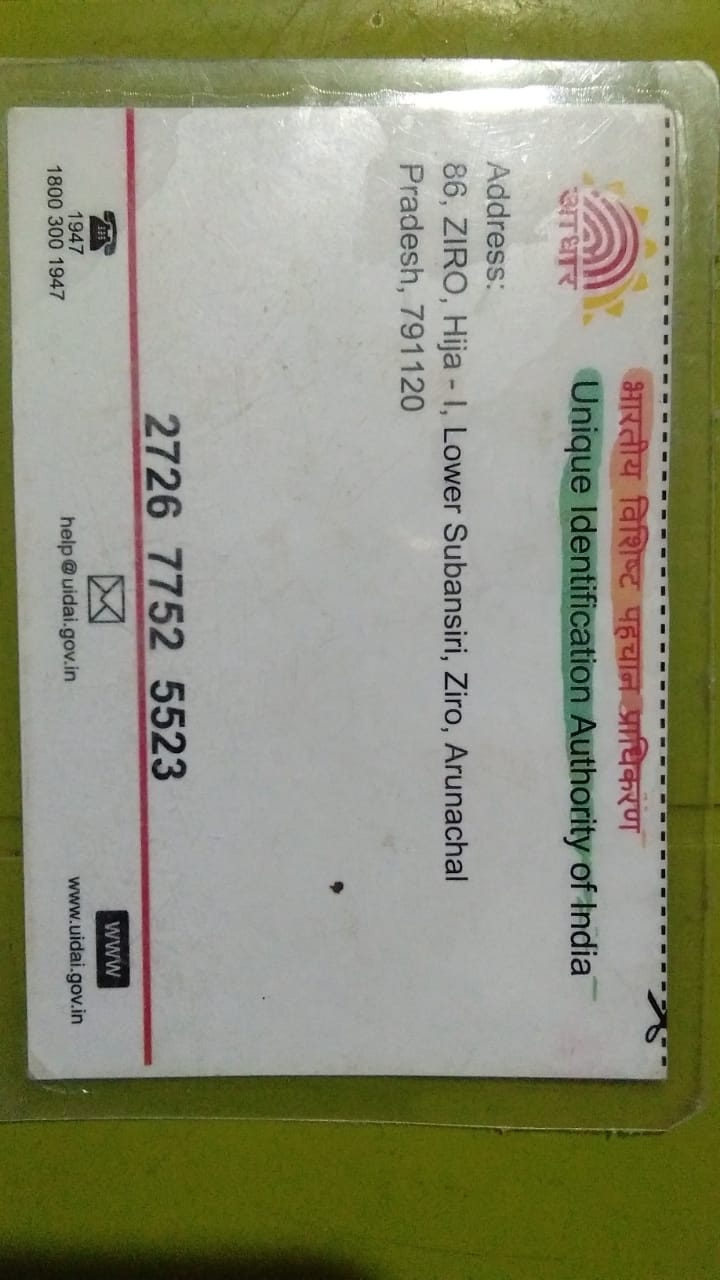 भारतीय विशिष्ट पहचान प्राधिकरण
Unique Identification Authority of India
आधार
Address:
86, ZIRO, Hija - I, Lower Subansiri, Ziro, Arunachal
Pradesh, 791120
2726 7752 5523
1947
1800 300 1947
help@uidai.gov.in
WWW
www.uidai.gov.in